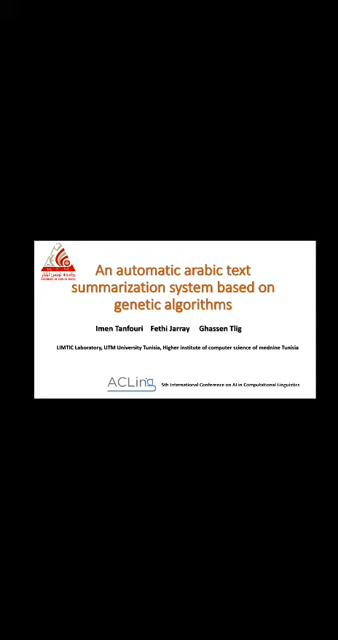 An automatic arabic text
summarization system based on
genetic algorithms
Imen Tanfouri Fethi Jarray Ghassen Tlig
LIMTIC Laboratory, UTM University Tunisia, Higher institute of computer science of mednine Tunisia
ACLing 5th International Conference on AI in Computational Linguistics